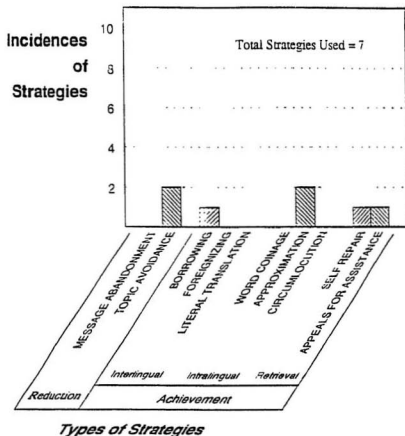 Incidences
of
Strategies
10
8
6
4
2
Total Strategies Used = 7
MESSAGE ABANDONMENT
TOPIC AVOIDANCE
BORROWING
FOREIGNIZING
LITERAL TRANSLATION
WORD COINAGE
APPROXIMATION
CIRCUMLOCUTION
SELF REPAIR
APPEALS FOR ASSISTANCE
Interlingual
Intralingual
Retrieval
Reduction
Achievement
Types of Strategies